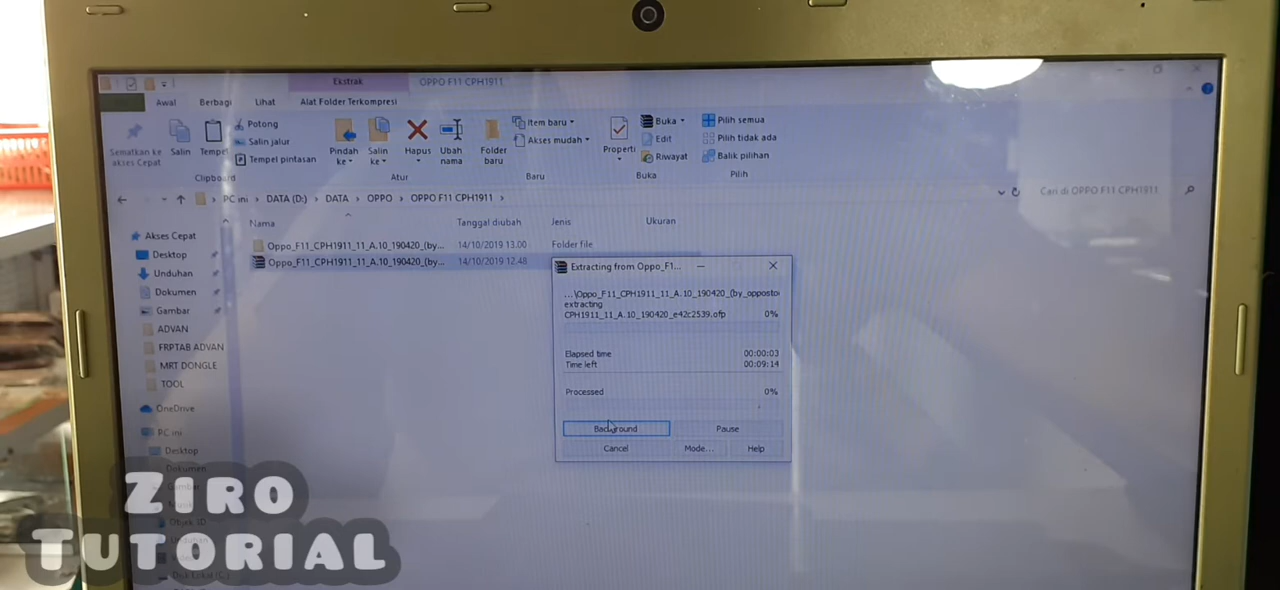 Ekstrak OPPO F11 CPH1911
Awal Berbagi Lihat Alat Folder Terkompresi
Sematkan ke akses Cepat
Salin
Tempel
Potong
Salin jalur
Tempel pintasan
Clipboard
Pindah ke
Salin ke
Hapus
Ubah nama
Atur
Folder baru
Item baru
Akses mudah
Baru
Properti
Buka
Edit
Riwayat
Buka
Pilih semua
Pilih tidak ada
Balik pilihan
Pilih
PC ini > DATA (D:) > DATA > OPPO > OPPO F11 CPH1911 >
Cari di OPPO F11 CPH1911
Nama Tanggal diubah Jenis Ukuran
Oppo_F11_CPH1911_11_A.10_190420_(by... 14/10/2019 13.00 Folder file
Oppo_F11_CPH1911_11_A.10_190420_(by... 14/10/2019 12.48
Akses Cepat
Desktop
Unduhan
Dokumen
Gambar
ADVAN
FRPTAB ADVAN
MRT DONGLE
TOOL
OneDrive
PC ini
Desktop
Dokumen
Objek 3D
Extracting from Oppo_F1...
...\Oppo_F11_CPH1911_11_A.10_190420_(by_oppostoc
extracting
CPH1911_11_A.10_190420_e42c2539.ofp 0%
Elapsed time 00:00:03
Time left 00:09:14
Processed 0%
Background Pause
Cancel Mode... Help
ZIRO
TUTORIAL